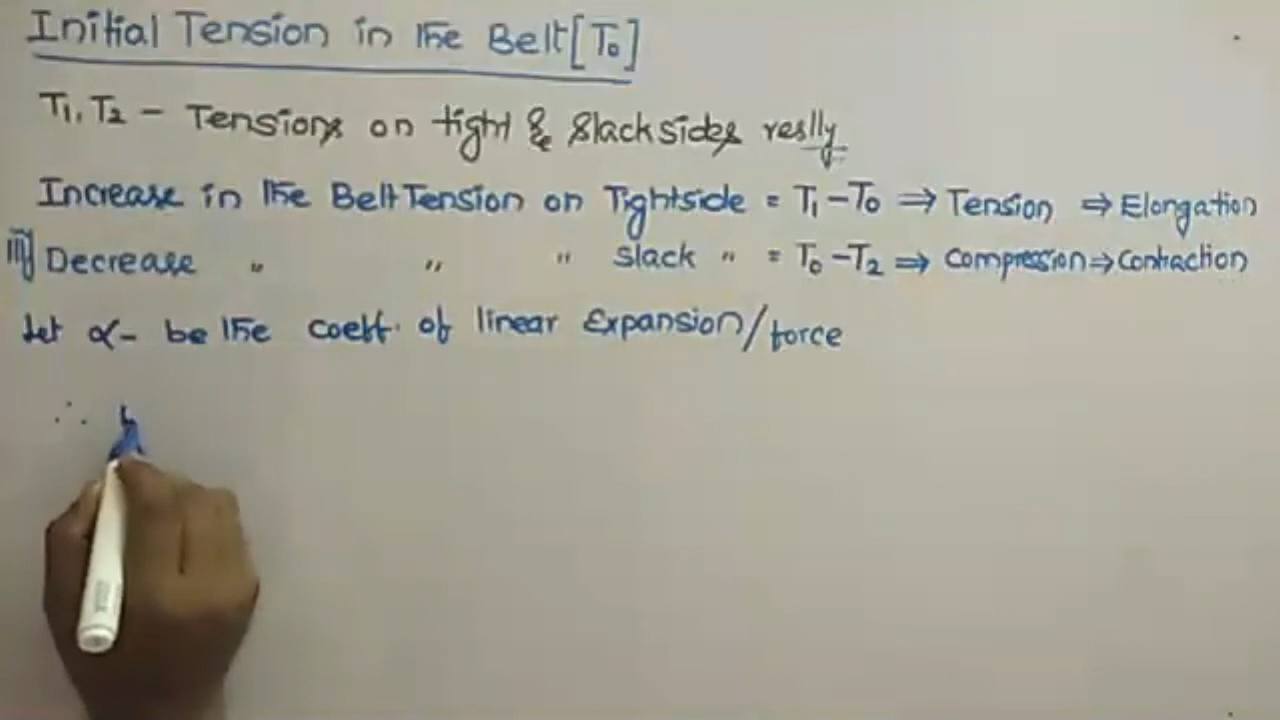 Initial Tension in the Belt [T₀]
T₁, T₂ - Tensions on tight & Slack sides reslly
Increase in the Belt Tension on Tightside = T₁ - T₀ ⇒ Tension ⇒ Elongation
|||ly Decrease " " " slack " = T₀ - T₂ ⇒ Compression ⇒ Contraction
Let α - be the coeff. of linear Expansion/force
∴